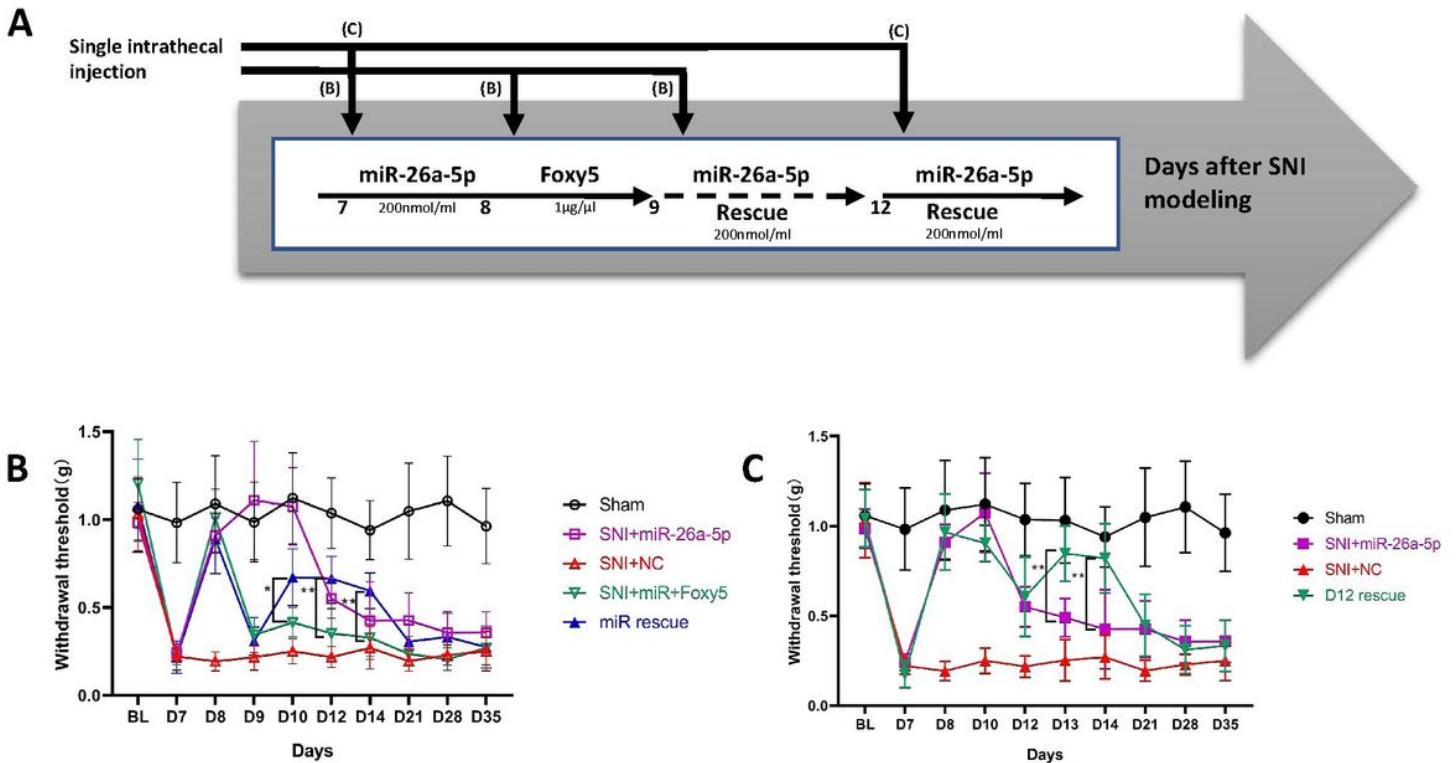 A
Single intrathecal
injection
(C)
(C)
(B)
(B)
(B)
miR-26a-5p
Foxy5
miR-26a-5p
miR-26a-5p
7
200nmol/ml
8
1μg/μl
9
Rescue
200nmol/ml
12
Rescue
200nmol/ml
Days after SNI
modeling
B
Withdrawal threshold (g)
1.5
1.0
0.5
0.0
*
**
**
BL D7 D8 D9 D10 D12 D14 D21 D28 D35
Days
Sham
SNI+miR-26a-5p
SNI+NC
SNI+miR+Foxy5
miR rescue
C
Withdrawal threshold (g)
1.5
1.0
0.5
0.0
**
**
BL D7 D8 D10 D12 D13 D14 D21 D28 D35
Days
Sham
SNI+miR-26a-5p
SNI+NC
D12 rescue